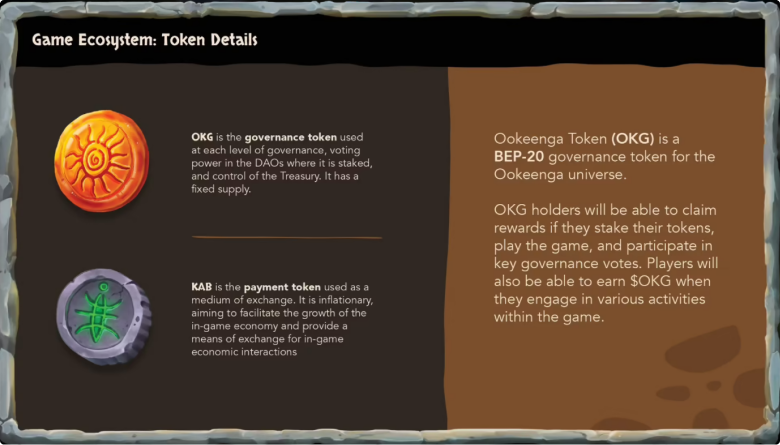 Game Ecosystem: Token Details
OKG is the governance token used
at each level of governance, voting
power in the DAOs where it is staked,
and control of the Treasury. It has a
fixed supply.
KAB is the payment token used as a
medium of exchange. It is inflationary,
aiming to facilitate the growth of the
in-game economy and provide a
means of exchange for in-game
economic interactions
Ookeenga Token (OKG) is a
BEP-20 governance token for the
Ookeenga universe.
OKG holders will be able to claim
rewards if they stake their tokens,
play the game, and participate in
key governance votes. Players will
also be able to earn $OKG when
they engage in various activities
within the game.